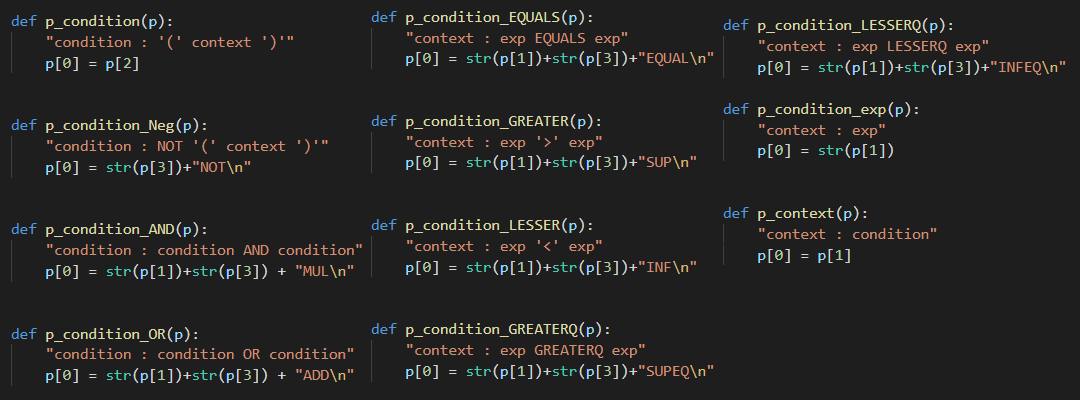 def p_condition(p):
"condition : '(' context ')'"
p[0] = p[2]
def p_condition_Neg(p):
"condition : NOT '(' context ')'"
p[0] = str(p[3])+"NOT\n"
def p_condition_AND(p):
"condition : condition AND condition"
p[0] = str(p[1])+str(p[3]) + "MUL\n"
def p_condition_OR(p):
"condition : condition OR condition"
p[0] = str(p[1])+str(p[3]) + "ADD\n"
def p_condition_EQUALS(p):
"context : exp EQUALS exp"
p[0] = str(p[1])+str(p[3])+"EQUAL\n"
def p_condition_GREATER(p):
"context : exp '>' exp"
p[0] = str(p[1])+str(p[3])+"SUP\n"
def p_condition_LESSER(p):
"context : exp '<' exp"
p[0] = str(p[1])+str(p[3])+"INF\n"
def p_condition_GREATERQ(p):
"context : exp GREATERQ exp"
p[0] = str(p[1])+str(p[3])+"SUPEQ\n"
def p_condition_LESSERQ(p):
"context : exp LESSERQ exp"
p[0] = str(p[1])+str(p[3])+"INFEQ\n"
def p_condition_exp(p):
"context : exp"
p[0] = str(p[1])
def p_context(p):
"context : condition"
p[0] = p[1]